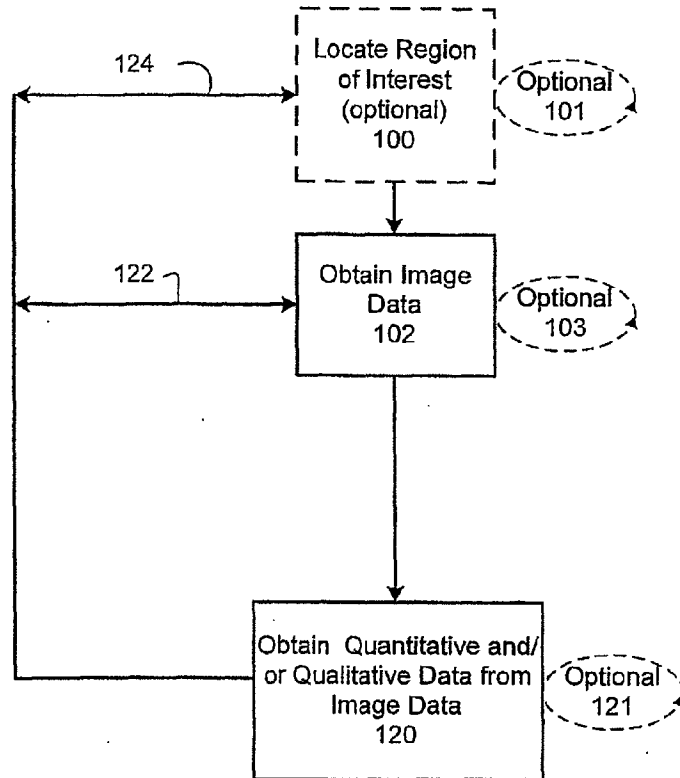 Locate Region
of Interest
(optional)
100
124
Optional
101
Obtain Image
Data
102
122
Optional
103
Obtain Quantitative and/
or Qualitative Data from
Image Data
120
Optional
121